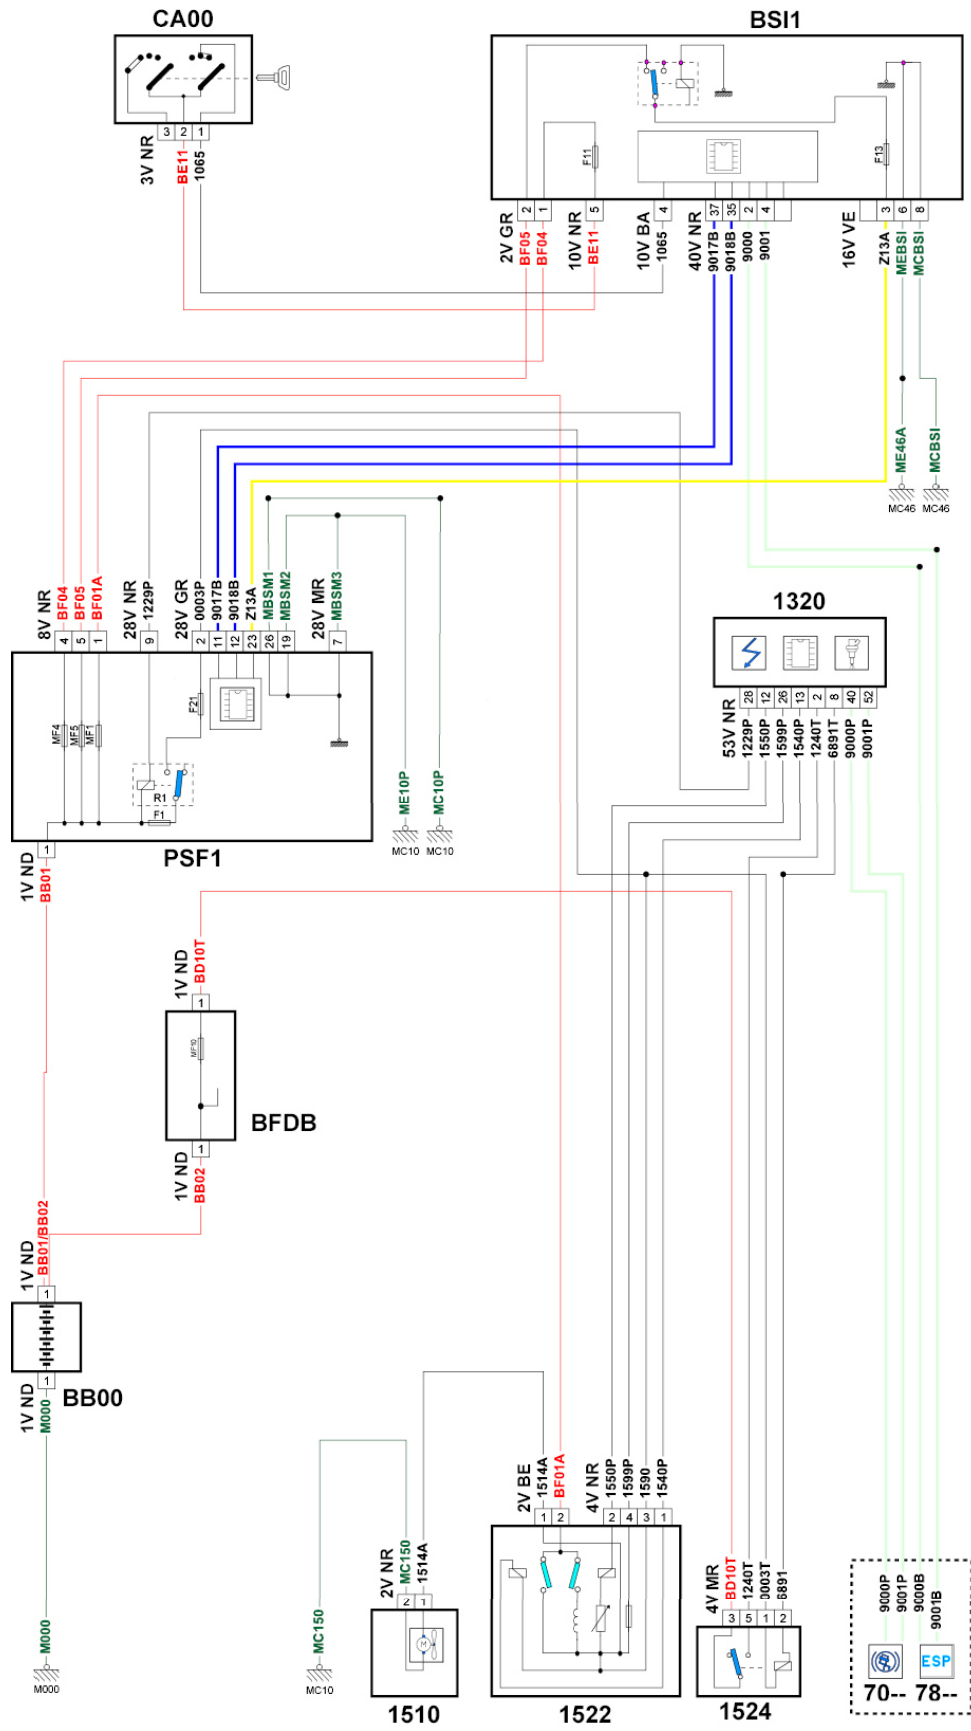 CA00
BSI1
3 2 1
3V NR
BE11
1065
F11
F13
2 1 5 4 37 35 2 4 3 6 8
2V GR
BF05
BF04
10V NR
BE11
10V BA
1065
40V NR
9017B
9018B
9000
9001
16V VE
Z13A
MEBSI
MCBSI
ME46A
MCBSI
MC46
MC46
8V NR
BF04
BF05
BF01A
28V NR
1229P
28V GR
0003P
9017B
9018B
Z13A
MBSM1
MBSM2
28V MR
MBSM3
4 5 1 9 2 11 12 23 26 19 7
MF4
MF5
MF1
F21
R1
F1
PSF1
ME10P
MC10P
MC10
MC10
1320
28 12 26 13 2 8 40 52
53V NR
1229P
1550P
1599P
1540P
1240T
6891T
9000P
9001P
1
1V ND
BB01
1V ND
BD10T
1
MF10
BFDB
1
1V ND
BB02
1V ND
BB01/BB02
1
BB00
1
1V ND
M000
M000
M000
MC150
MC10
2V NR
MC150
1514A
2 1
M
1510
2V BE
1514A
BF01A
4V NR
1550P
1599P
1590
1540P
1 2 2 4 3 1
1522
4V MR
BD10T
1240T
0003T
6891
3 5 1 2
1524
9000P
9001P
9000B
9001B
ESP
70-- 78--